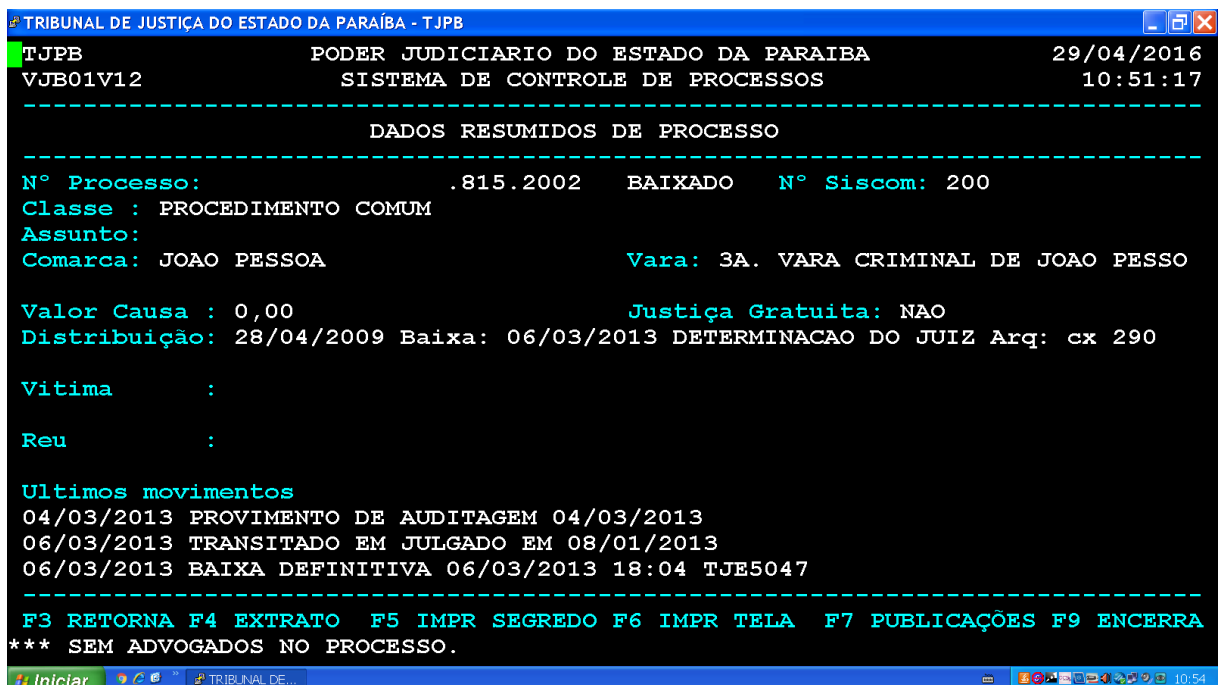 TRIBUNAL DE JUSTIÇA DO ESTADO DA PARAÍBA - TJPB
TJPB PODER JUDICIARIO DO ESTADO DA PARAIBA 29/04/2016
VJB01V12 SISTEMA DE CONTROLE DE PROCESSOS 10:51:17
DADOS RESUMIDOS DE PROCESSO
Nº Processo: .815.2002 BAIXADO Nº Siscom: 200
Classe : PROCEDIMENTO COMUM
Assunto:
Comarca: JOAO PESSOA Vara: 3A. VARA CRIMINAL DE JOAO PESSO
Valor Causa : 0,00 Justiça Gratuita: NAO
Distribuição: 28/04/2009 Baixa: 06/03/2013 DETERMINACAO DO JUIZ Arq: cx 290
Vitima :
Reu :
Ultimos movimentos
04/03/2013 PROVIMENTO DE AUDITAGEM 04/03/2013
06/03/2013 TRANSITADO EM JULGADO EM 08/01/2013
06/03/2013 BAIXA DEFINITIVA 06/03/2013 18:04 TJE5047
F3 RETORNA F4 EXTRATO F5 IMPR SEGREDO F6 IMPR TELA F7 PUBLICAÇÕES F9 ENCERRA
*** SEM ADVOGADOS NO PROCESSO.
Iniciar TRIBUNAL DE... 10:54